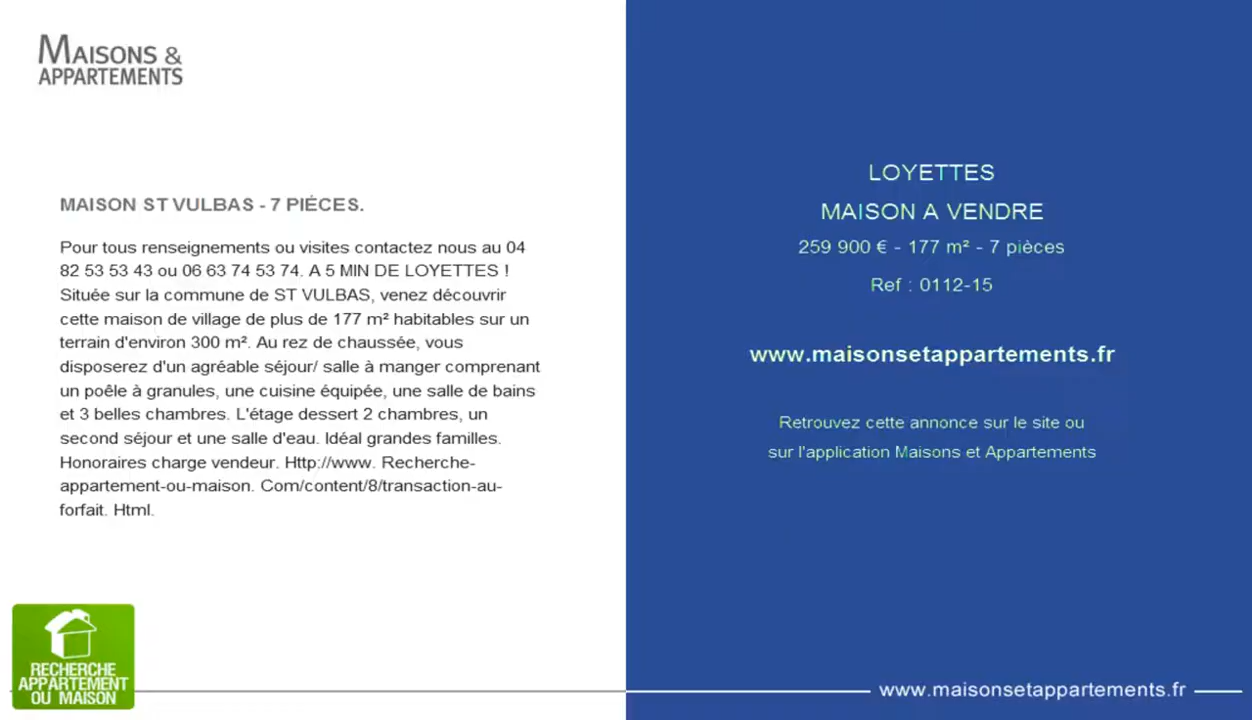 MAISONS &
APPARTEMENTS
MAISON ST VULBAS - 7 PIÉCES.
Pour tous renseignements ou visites contactez nous au 04
82 53 53 43 ou 06 63 74 53 74. A 5 MIN DE LOYETTES !
Située sur la commune de ST VULBAS, venez découvrir
cette maison de village de plus de 177 m² habitables sur un
terrain d'environ 300 m². Au rez de chaussée, vous
disposerez d'un agréable séjour/ salle à manger comprenant
un poêle à granules, une cuisine équipée, une salle de bains
et 3 belles chambres. L'étage dessert 2 chambres, un
second séjour et une salle d'eau. Idéal grandes familles.
Honoraires charge vendeur. Http://www. Recherche-
appartement-ou-maison. Com/content/8/transaction-au-
forfait. Html.
RECHERCHE
APPARTEMENT
OU MAISON
LOYETTES
MAISON A VENDRE
259 900 € - 177 m² - 7 pièces
Ref : 0112-15
www.maisonsetappartements.fr
Retrouvez cette annonce sur le site ou
sur l'application Maisons et Appartements
www.maisonsetappartements.fr